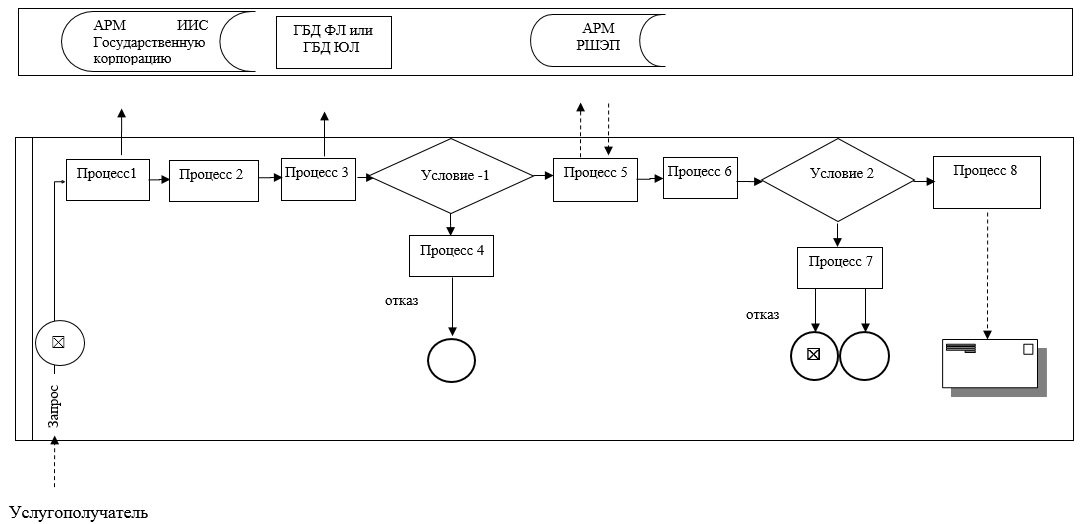 АРМ ИИС
Государственную
корпорацию
ГБД ФЛ или
ГБД ЮЛ
АРМ
РШЭП
Процесс1
Процесс 2
Процесс 3
Условие -1
Процесс 5
Процесс 6
Условие 2
Процесс 8
Процесс 4
Процесс 7
отказ
отказ
Запрос
Услугополучатель